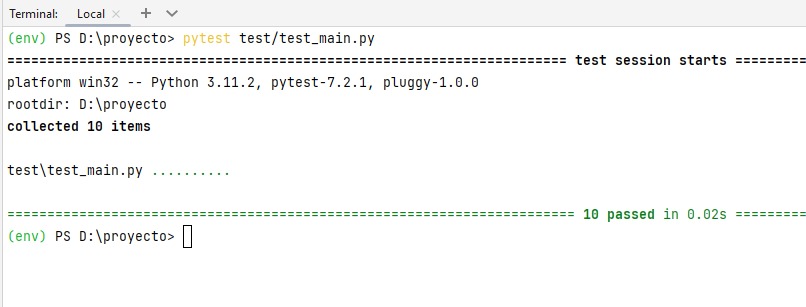 Terminal: Local × +
(env) PS D:\proyecto> pytest test/test_main.py
====================================================================== test session starts =========
platform win32 -- Python 3.11.2, pytest-7.2.1, pluggy-1.0.0
rootdir: D:\proyecto
collected 10 items
test\test_main.py ..........
======================================================================= 10 passed in 0.02s =========
(env) PS D:\proyecto>